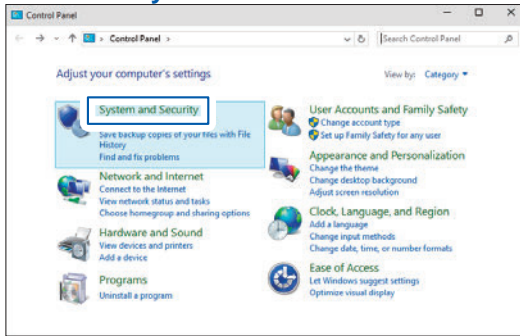 Control Panel
Control Panel
Search Control Panel
Adjust your computer's settings
View by: Category
System and Security
Save backup copies of your files with File
History
Find and fix problems
Network and Internet
Connect to the Internet
View network status and tasks
Choose homegroup and sharing options
Hardware and Sound
View devices and printers
Add a device
Programs
Uninstall a program
User Accounts and Family Safety
Change account type
Set up Family Safety for any user
Appearance and Personalization
Change the theme
Change desktop background
Adjust screen resolution
Clock, Language, and Region
Add a language
Change input methods
Change date, time, or number formats
Ease of Access
Let Windows suggest settings
Optimize visual display